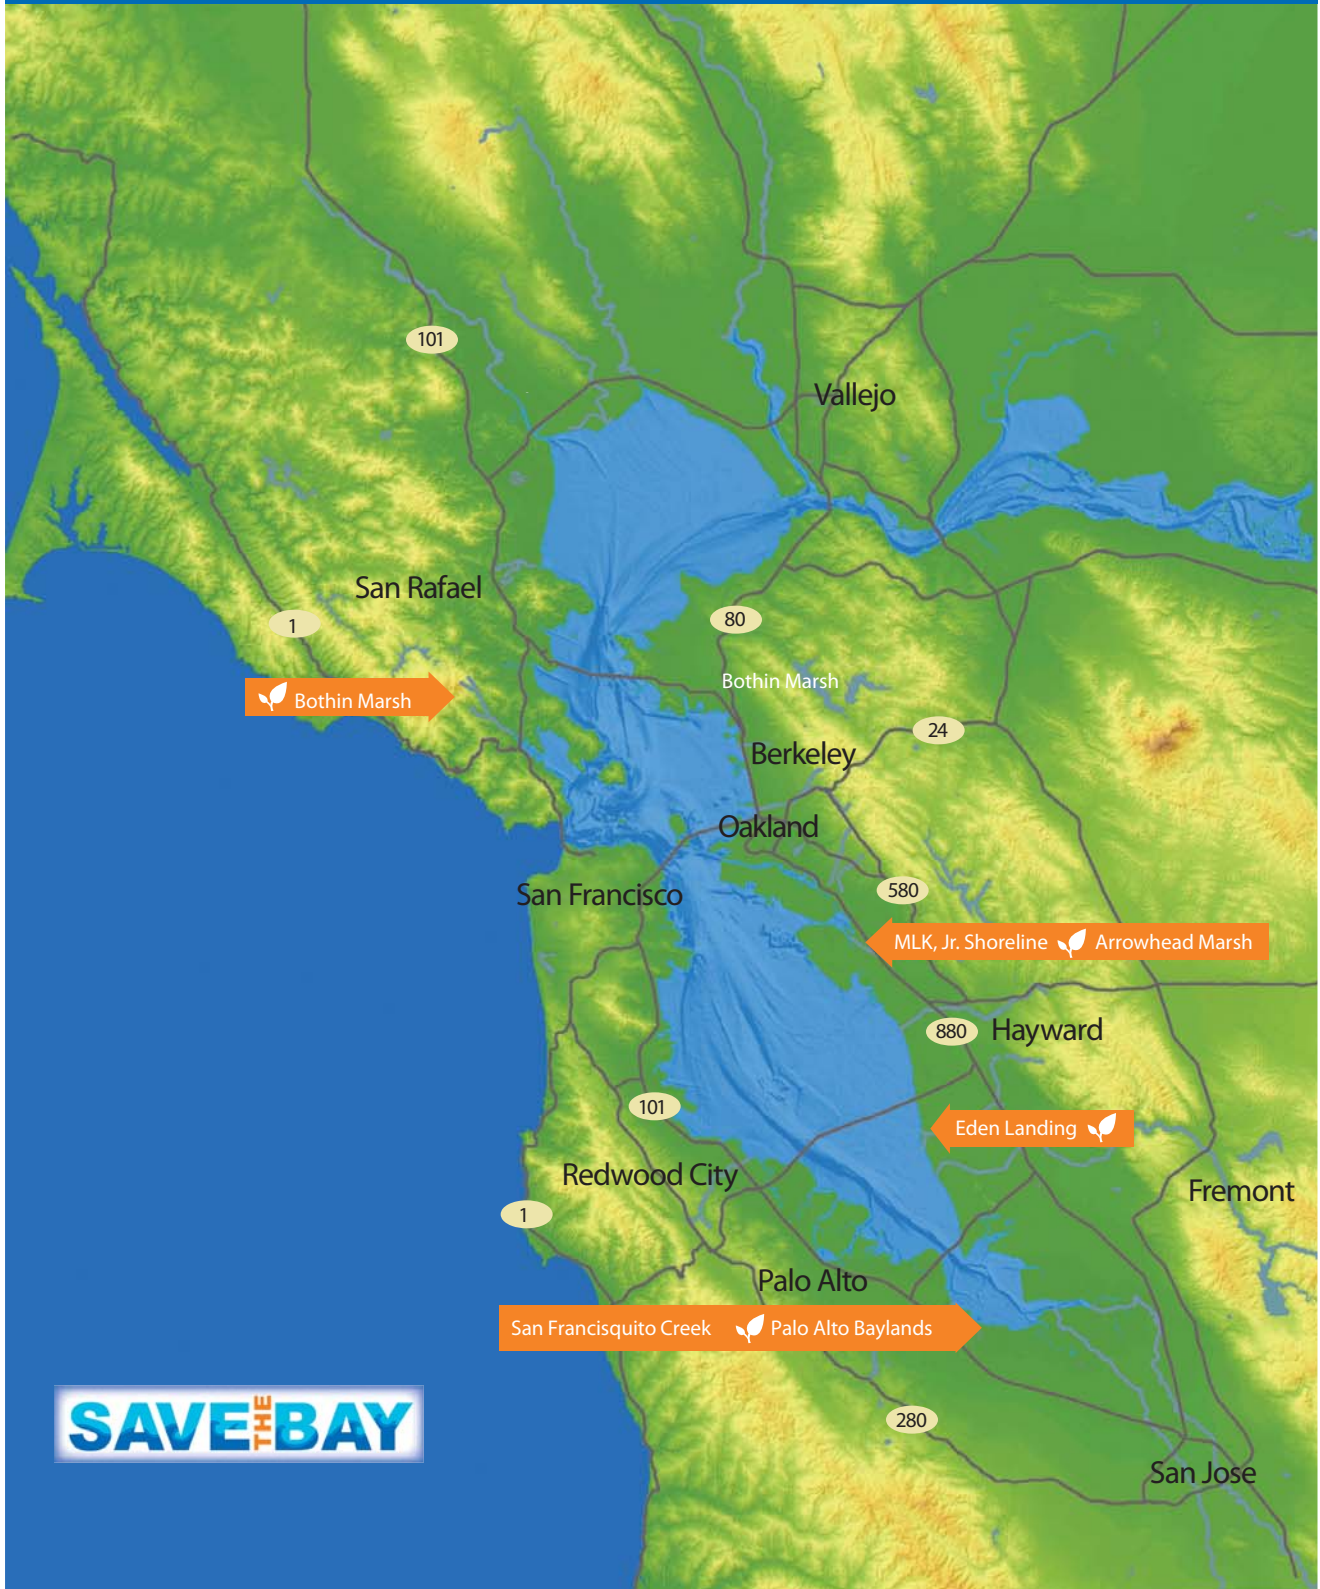 101
Vallejo
San Rafael
1
80
Bothin Marsh
Bothin Marsh
24
Berkeley
Oakland
580
San Francisco
MLK, Jr. Shoreline Arrowhead Marsh
880
Hayward
101
Eden Landing
Redwood City
Fremont
1
Palo Alto
San Francisquito Creek Palo Alto Baylands
SAVE THE BAY
280
San Jose